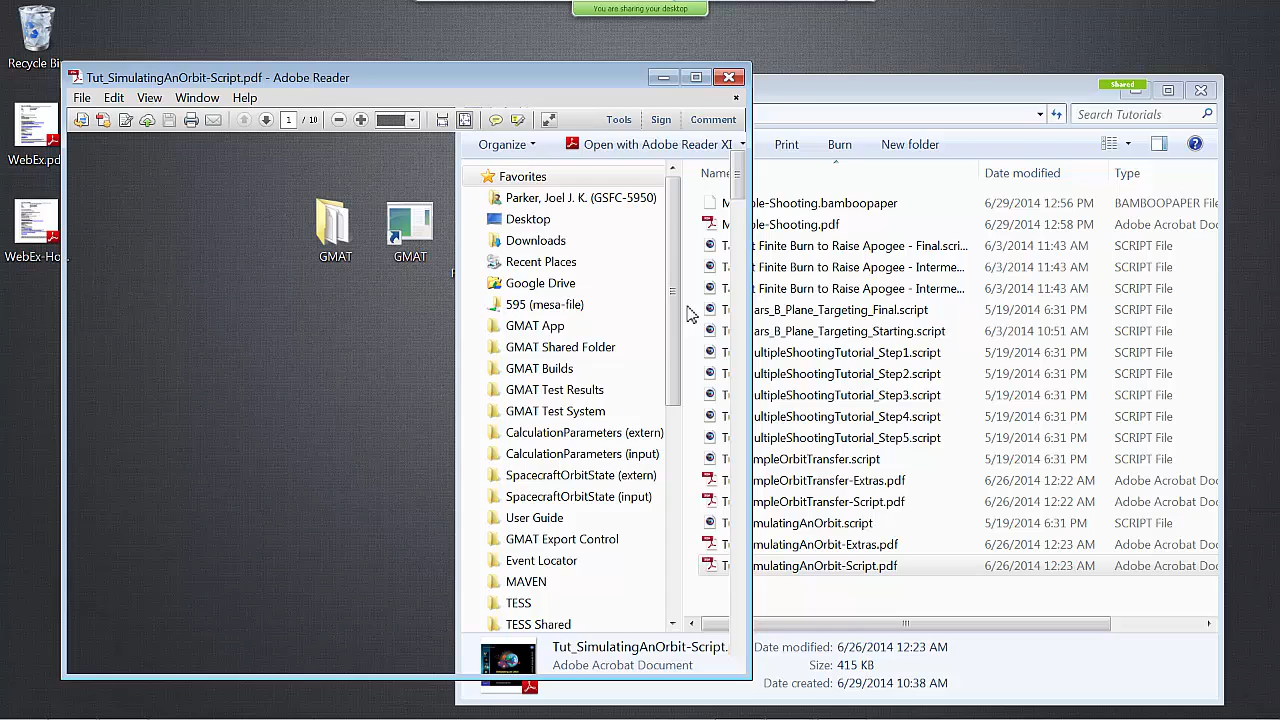 You are sharing your desktop
Recycle Bi
Tut_SimulatingAnOrbit-Script.pdf - Adobe Reader
Shared
File Edit View Window Help
Search Tutorials
1 / 10
Tools Sign Comment
WebEx.pd
Organize
Open with Adobe Reader XI
Print Burn New folder
Favorites
Name
Date modified
Type
Parker, Joel J. K. (GSFC-5950)
Desktop
Downloads
Recent Places
Google Drive
595 (mesa-file)
GMAT App
GMAT Shared Folder
GMAT Builds
GMAT Test Results
GMAT Test System
CalculationParameters (extern)
CalculationParameters (input)
SpacecraftOrbitState (extern)
SpacecraftOrbitState (input)
User Guide
GMAT Export Control
Event Locator
MAVEN
TESS
TESS Shared
WebEx-Ho
GMAT
GMAT
ple-Shooting.bamboopaper 6/29/2014 12:56 PM BAMBOOPAPER File
ple-Shooting.pdf 6/29/2014 12:58 PM Adobe Acrobat Doc
Finite Burn to Raise Apogee - Final.scri... 6/3/2014 11:43 AM SCRIPT File
Finite Burn to Raise Apogee - Interme... 6/3/2014 11:43 AM SCRIPT File
Finite Burn to Raise Apogee - Interme... 6/3/2014 11:43 AM SCRIPT File
ars_B_Plane_Targeting_Final.script 5/19/2014 6:31 PM SCRIPT File
ars_B_Plane_Targeting_Starting.script 6/3/2014 10:51 AM SCRIPT File
ultipleShootingTutorial_Step1.script 5/19/2014 6:31 PM SCRIPT File
ultipleShootingTutorial_Step2.script 5/19/2014 6:31 PM SCRIPT File
ultipleShootingTutorial_Step3.script 5/19/2014 6:31 PM SCRIPT File
ultipleShootingTutorial_Step4.script 5/19/2014 6:31 PM SCRIPT File
ultipleShootingTutorial_Step5.script 5/19/2014 6:31 PM SCRIPT File
mpleOrbitTransfer.script 5/19/2014 6:31 PM SCRIPT File
mpleOrbitTransfer-Extras.pdf 6/26/2014 12:22 AM Adobe Acrobat Doc
mpleOrbitTransfer-Script.pdf 6/26/2014 12:22 AM Adobe Acrobat Doc
mulatingAnOrbit.script 5/19/2014 6:31 PM SCRIPT File
mulatingAnOrbit-Extras.pdf 6/26/2014 12:23 AM Adobe Acrobat Doc
mulatingAnOrbit-Script.pdf 6/26/2014 12:23 AM Adobe Acrobat Doc
Tut_SimulatingAnOrbit-Script.
Adobe Acrobat Document
Date modified: 6/26/2014 12:23 AM
Size: 415 KB
Date created: 6/29/2014 10:38 AM